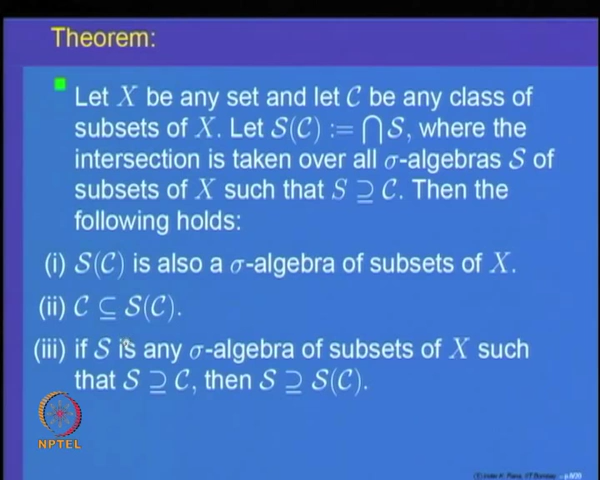 Theorem:
Let X be any set and let 𝒞 be any class of
subsets of X. Let 𝒮(𝒞) := ⋂ 𝒮, where the
intersection is taken over all σ-algebras 𝒮 of
subsets of X such that S ⊇ 𝒞. Then the
following holds:
(i) 𝒮(𝒞) is also a σ-algebra of subsets of X.
(ii) 𝒞 ⊆ 𝒮(𝒞).
(iii) if 𝒮 is any σ-algebra of subsets of X such
that 𝒮 ⊇ 𝒞, then 𝒮 ⊇ 𝒮(𝒞).
NPTEL